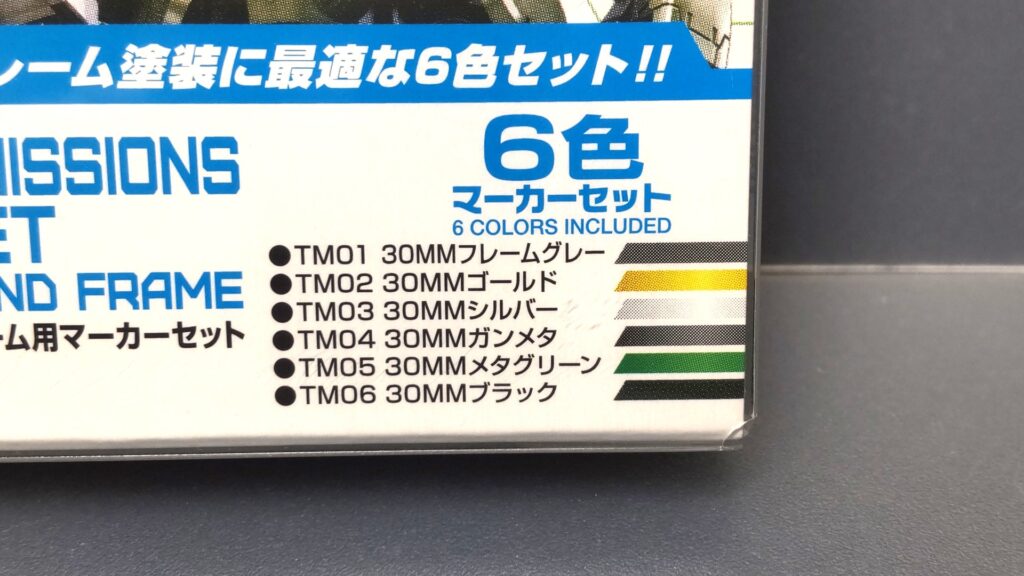 レーム塗装に最適な6色セット!!
6色
マーカーセット
6 COLORS INCLUDED
MISSIONS
ET
ND FRAME
ーム用マーカーセット
●TM01 30MMフレームグレー
●TM02 30MMゴールド
●TM03 30MMシルバー
●TM04 30MMガンメタ
●TM05 30MMメタグリーン
●TM06 30MMブラック